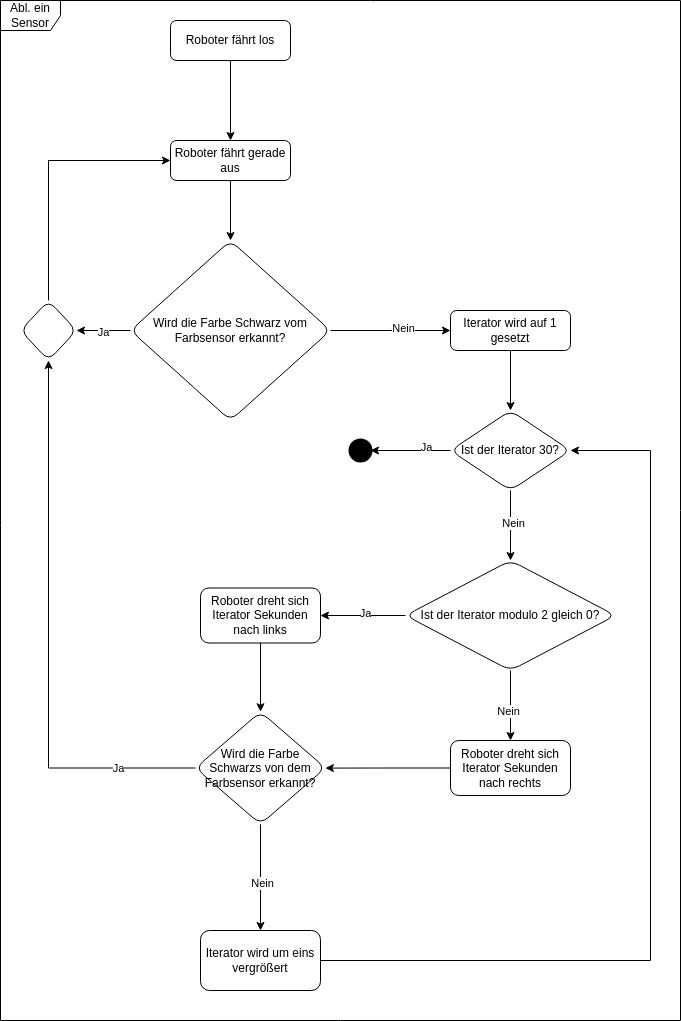 Abl. ein
Sensor
Roboter fährt los
Roboter fährt gerade
aus
Wird die Farbe Schwarz vom
Farbsensor erkannt?
Ja
Nein
Iterator wird auf 1
gesetzt
Ist der Iterator 30?
Ja
Nein
Ist der Iterator modulo 2 gleich 0?
Ja
Roboter dreht sich
Iterator Sekunden
nach links
Nein
Roboter dreht sich
Iterator Sekunden
nach rechts
Wird die Farbe
Schwarzs von dem
Farbsensor erkannt?
Ja
Nein
Iterator wird um eins
vergrößert